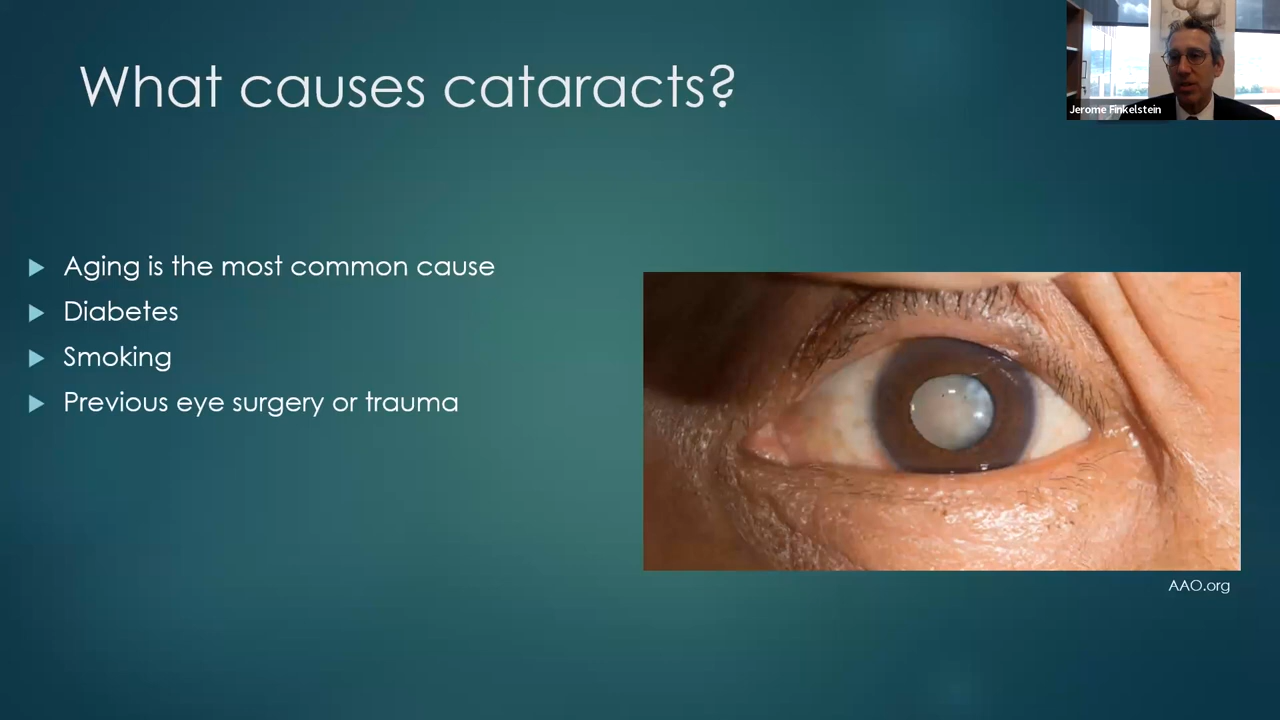 What causes cataracts?
Jerome Finkelstein
Aging is the most common cause
Diabetes
Smoking
Previous eye surgery or trauma
AAO.org